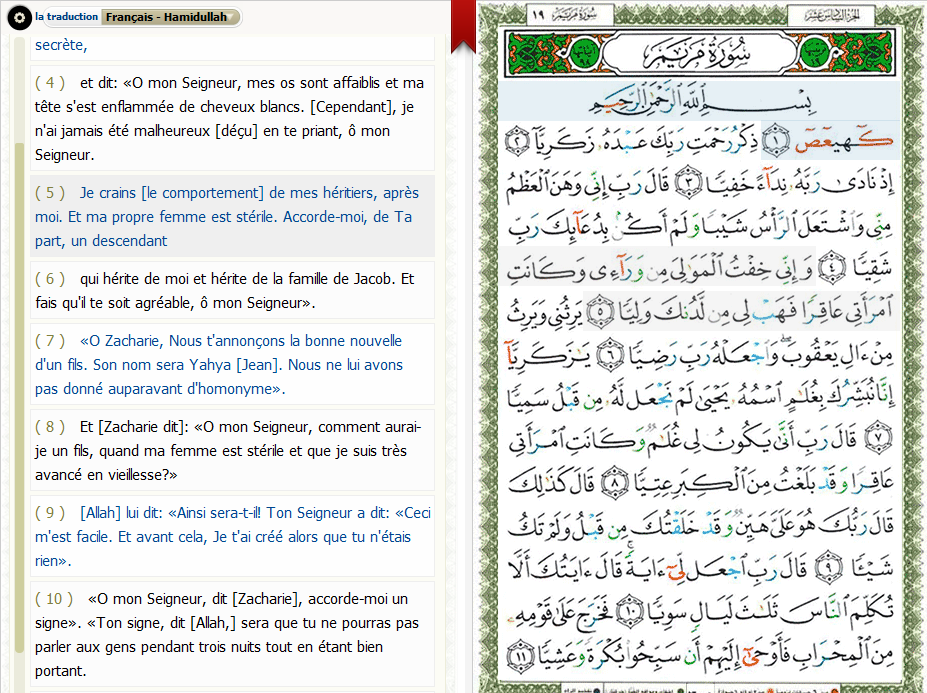 la traduction Français - Hamidullah
secrète,
( 4 ) et dit: «O mon Seigneur, mes os sont affaiblis et ma
tête s'est enflammée de cheveux blancs. [Cependant], je
n'ai jamais été malheureux [déçu] en te priant, ô mon
Seigneur.
( 5 ) Je crains [le comportement] de mes héritiers, après
moi. Et ma propre femme est stérile. Accorde-moi, de Ta
part, un descendant
( 6 ) qui hérite de moi et hérite de la famille de Jacob. Et
fais qu'il te soit agréable, ô mon Seigneur».
( 7 ) «O Zacharie, Nous t'annonçons la bonne nouvelle
d'un fils. Son nom sera Yahya [Jean]. Nous ne lui avons
pas donné auparavant d'homonyme».
( 8 ) Et [Zacharie dit]: «O mon Seigneur, comment aurai-
je un fils, quand ma femme est stérile et que je suis très
avancé en vieillesse?»
( 9 ) [Allah] lui dit: «Ainsi sera-t-il! Ton Seigneur a dit: «Ceci
m'est facile. Et avant cela, Je t'ai créé alors que tu n'étais
rien».
( 10 ) «O mon Seigneur, dit [Zacharie], accorde-moi un
signe». «Ton signe, dit [Allah,] sera que tu ne pourras pas
parler aux gens pendant trois nuits tout en étant bien
portant.
الجزء السادس عشر سورة مريم ١٩
سورة مريم
بِسْمِ ٱللَّهِ ٱلرَّحْمَٰنِ ٱلرَّحِيمِ
كٓهيعٓصٓ ١ ذِكْرُ رَحْمَتِ رَبِّكَ عَبْدَهُۥ زَكَرِيَّآ ٢
إِذْ نَادَىٰ رَبَّهُۥ نِدَآءً خَفِيًّا ٣ قَالَ رَبِّ إِنِّى وَهَنَ ٱلْعَظْمُ
مِنِّى وَٱشْتَعَلَ ٱلرَّأْسُ شَيْبًا وَلَمْ أَكُنۢ بِدُعَآئِكَ رَبِّ
شَقِيًّا ٤ وَإِنِّى خِفْتُ ٱلْمَوَٰلِىَ مِن وَرَآءِى وَكَانَتِ
ٱمْرَأَتِى عَاقِرًا فَهَبْ لِى مِن لَّدُنكَ وَلِيًّا ٥ يَرِثُنِى وَيَرِثُ
مِنْ ءَالِ يَعْقُوبَ ۖ وَٱجْعَلْهُ رَبِّ رَضِيًّا ٦ يَٰزَكَرِيَّآ
إِنَّا نُبَشِّرُكَ بِغُلَٰمٍ ٱسْمُهُۥ يَحْيَىٰ لَمْ نَجْعَل لَّهُۥ مِن قَبْلُ سَمِيًّا
٧ قَالَ رَبِّ أَنَّىٰ يَكُونُ لِى غُلَٰمٌ وَكَانَتِ ٱمْرَأَتِى
عَاقِرًا وَقَدْ بَلَغْتُ مِنَ ٱلْكِبَرِ عِتِيًّا ٨ قَالَ كَذَٰلِكَ
قَالَ رَبُّكَ هُوَ عَلَىَّ هَيِّنٌ وَقَدْ خَلَقْتُكَ مِن قَبْلُ وَلَمْ تَكُ
شَيْـًٔا ٩ قَالَ رَبِّ ٱجْعَل لِّىٓ ءَايَةً ۚ قَالَ ءَايَتُكَ أَلَّا
تُكَلِّمَ ٱلنَّاسَ ثَلَٰثَ لَيَالٍ سَوِيًّا ١٠ فَخَرَجَ عَلَىٰ قَوْمِهِۦ
مِنَ ٱلْمِحْرَابِ فَأَوْحَىٰٓ إِلَيْهِمْ أَن سَبِّحُوا۟ بُكْرَةً وَعَشِيًّا ١١